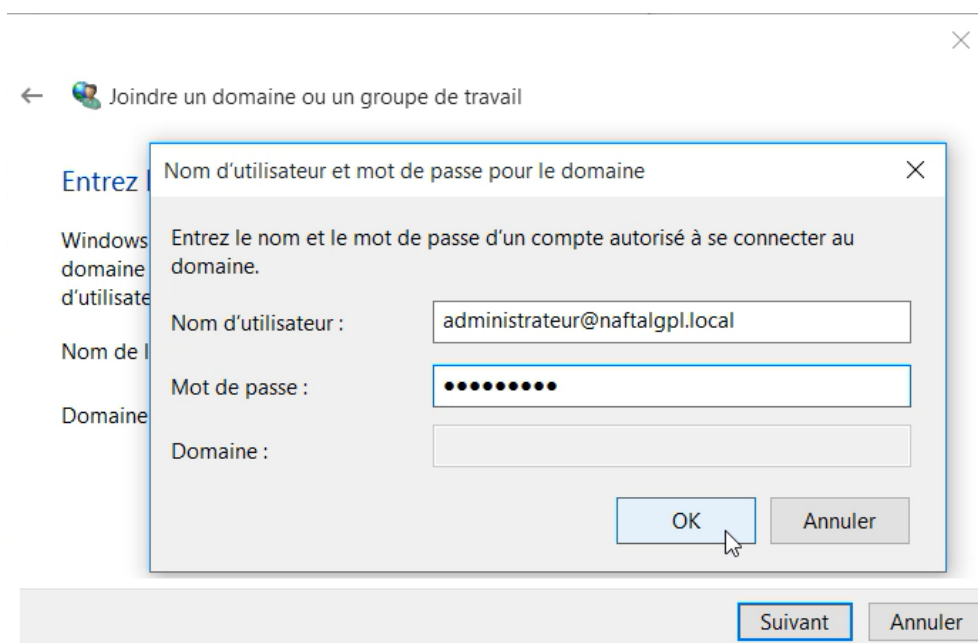 Joindre un domaine ou un groupe de travail
Entrez
Nom d'utilisateur et mot de passe pour le domaine
Windows
domaine
d'utilisate
Entrez le nom et le mot de passe d'un compte autorisé à se connecter au
domaine.
Nom d'utilisateur :
administrateur@naftalgpl.local
Nom de l
Mot de passe :
●●●●●●●●●
Domaine
Domaine :
OK
Annuler
Suivant
Annuler